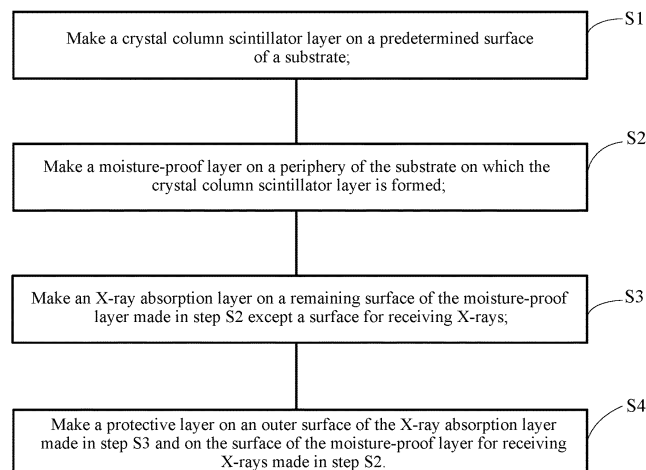 S1
Make a crystal column scintillator layer on a predetermined surface
of a substrate;
S2
Make a moisture-proof layer on a periphery of the substrate on which the
crystal column scintillator layer is formed;
S3
Make an X-ray absorption layer on a remaining surface of the moisture-proof
layer made in step S2 except a surface for receiving X-rays;
S4
Make a protective layer on an outer surface of the X-ray absorption layer
made in step S3 and on the surface of the moisture-proof layer for receiving
X-rays made in step S2.